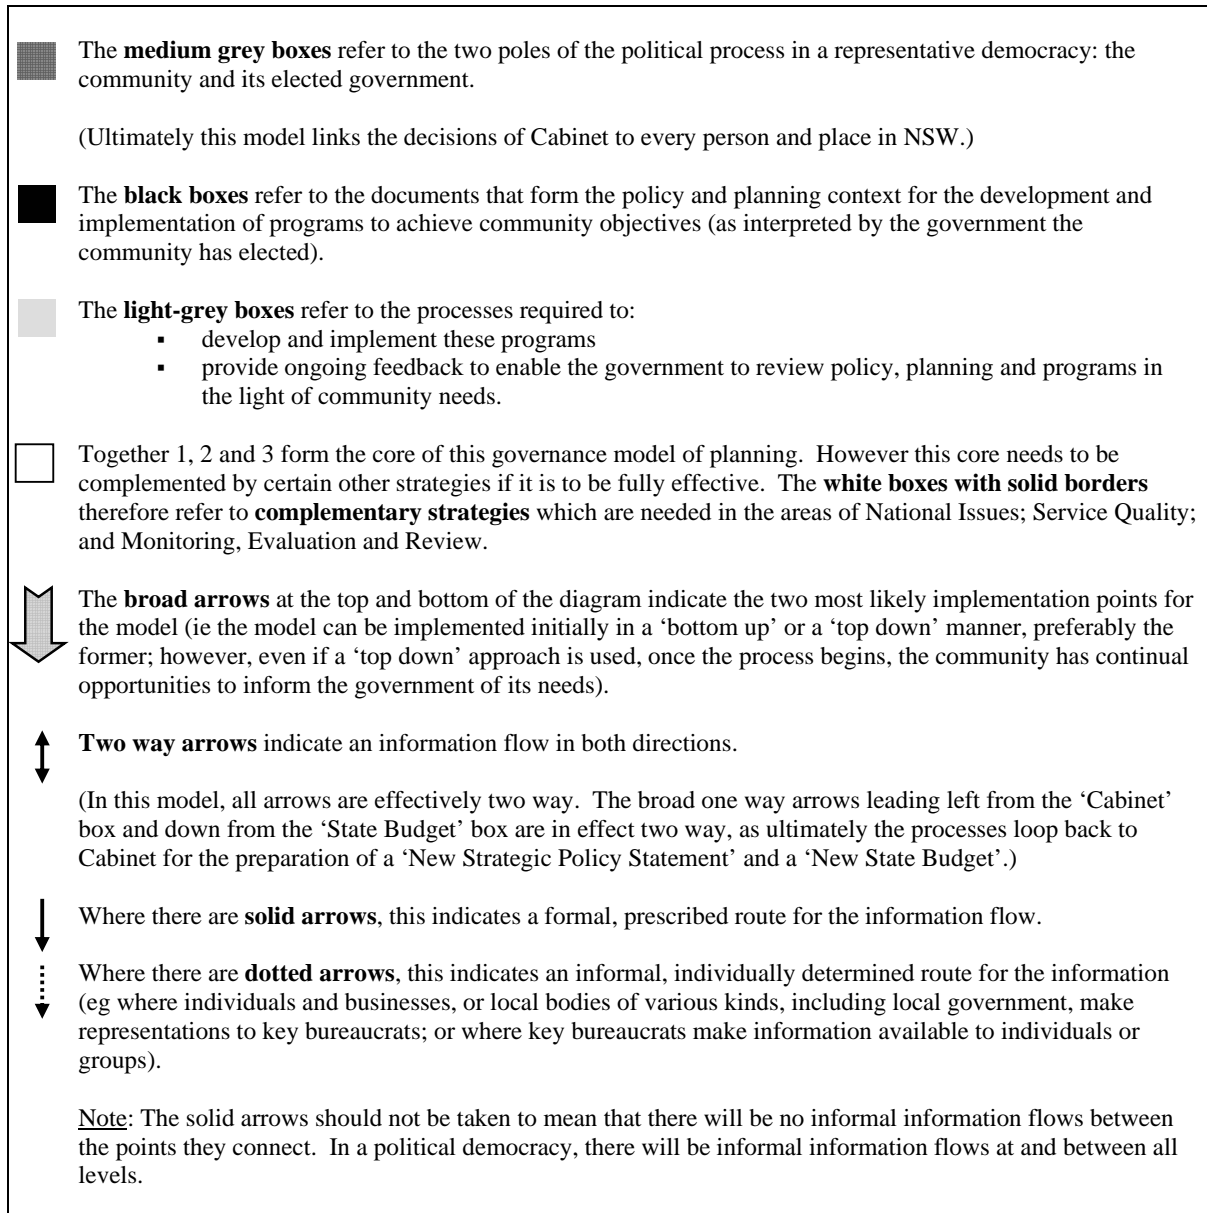 The medium grey boxes refer to the two poles of the political process in a representative democracy: the
community and its elected government.
(Ultimately this model links the decisions of Cabinet to every person and place in NSW.)
The black boxes refer to the documents that form the policy and planning context for the development and
implementation of programs to achieve community objectives (as interpreted by the government the
community has elected).
The light-grey boxes refer to the processes required to:
▪ develop and implement these programs
▪ provide ongoing feedback to enable the government to review policy, planning and programs in
the light of community needs.
Together 1, 2 and 3 form the core of this governance model of planning. However this core needs to be
complemented by certain other strategies if it is to be fully effective. The white boxes with solid borders
therefore refer to complementary strategies which are needed in the areas of National Issues; Service Quality;
and Monitoring, Evaluation and Review.
The broad arrows at the top and bottom of the diagram indicate the two most likely implementation points for
the model (ie the model can be implemented initially in a ‘bottom up’ or a ‘top down’ manner, preferably the
former; however, even if a ‘top down’ approach is used, once the process begins, the community has continual
opportunities to inform the government of its needs).
Two way arrows indicate an information flow in both directions.
(In this model, all arrows are effectively two way. The broad one way arrows leading left from the ‘Cabinet’
box and down from the ‘State Budget’ box are in effect two way, as ultimately the processes loop back to
Cabinet for the preparation of a ‘New Strategic Policy Statement’ and a ‘New State Budget’.)
Where there are solid arrows, this indicates a formal, prescribed route for the information flow.
Where there are dotted arrows, this indicates an informal, individually determined route for the information
(eg where individuals and businesses, or local bodies of various kinds, including local government, make
representations to key bureaucrats; or where key bureaucrats make information available to individuals or
groups).
Note: The solid arrows should not be taken to mean that there will be no informal information flows between
the points they connect. In a political democracy, there will be informal information flows at and between all
levels.